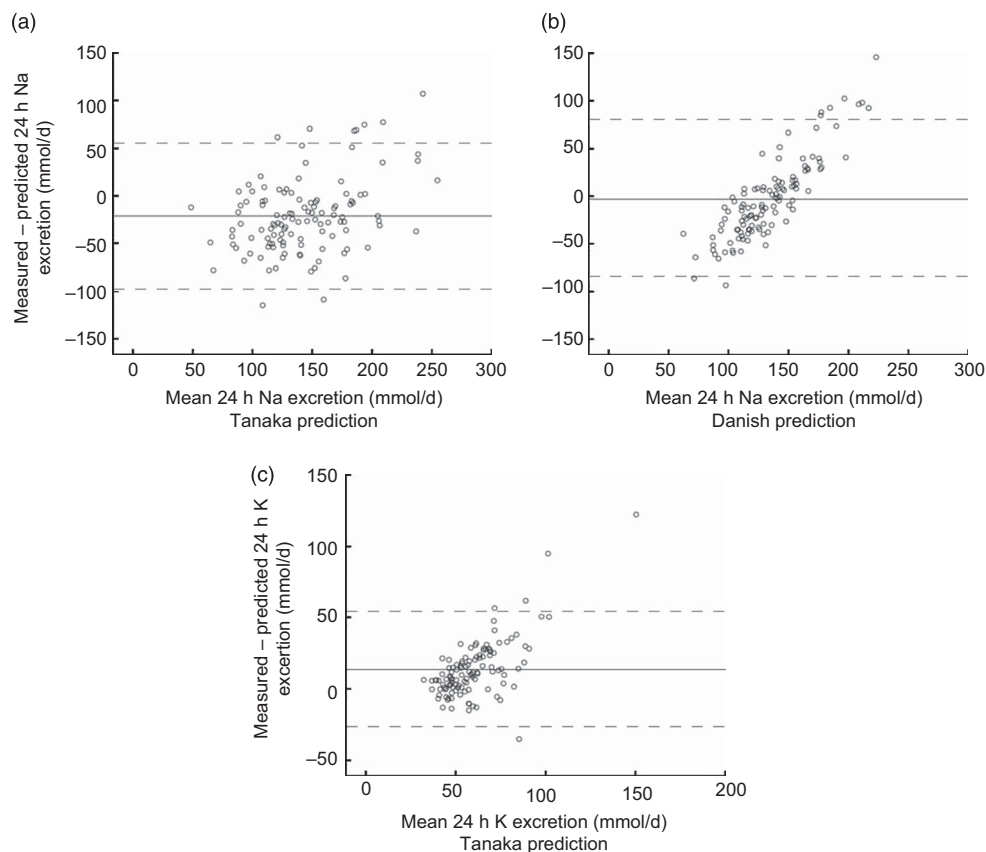 (a)
150
100
50
0
–50
–100
–150
Measured – predicted 24 h Na
excretion (mmol/d)
0 50 100 150 200 250 300
Mean 24 h Na excretion (mmol/d)
Tanaka prediction
(b)
150
100
50
0
–50
–100
–150
0 50 100 150 200 250 300
Mean 24 h Na excretion (mmol/d)
Danish prediction
(c)
150
100
50
0
–50
Measured – predicted 24 h K
excertion (mmol/d)
0 50 100 150 200
Mean 24 h K excretion (mmol/d)
Tanaka prediction